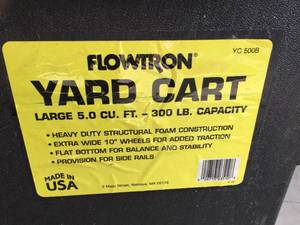 FLOWTRON®
YC 500B
YARD CART
LARGE 5.0 CU. FT. – 300 LB. CAPACITY
• HEAVY DUTY STRUCTURAL FOAM CONSTRUCTION
• EXTRA WIDE 10" WHEELS FOR ADDED TRACTION
• FLAT BOTTOM FOR BALANCE AND STABILITY
• PROVISION FOR SIDE RAILS
MADE IN
USA